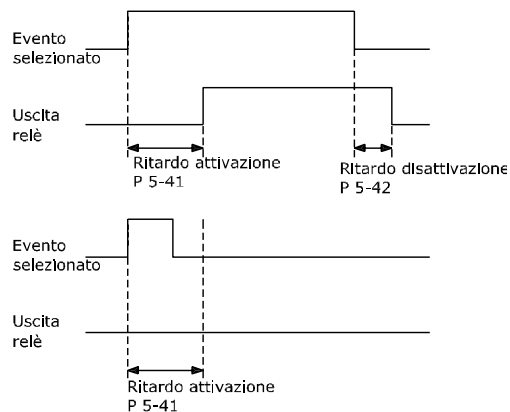 Evento
selezionato
Uscita
relè
Ritardo attivazione
P 5-41
Ritardo disattivazione
P 5-42
Evento
selezionato
Uscita
relè
Ritardo attivazione
P 5-41